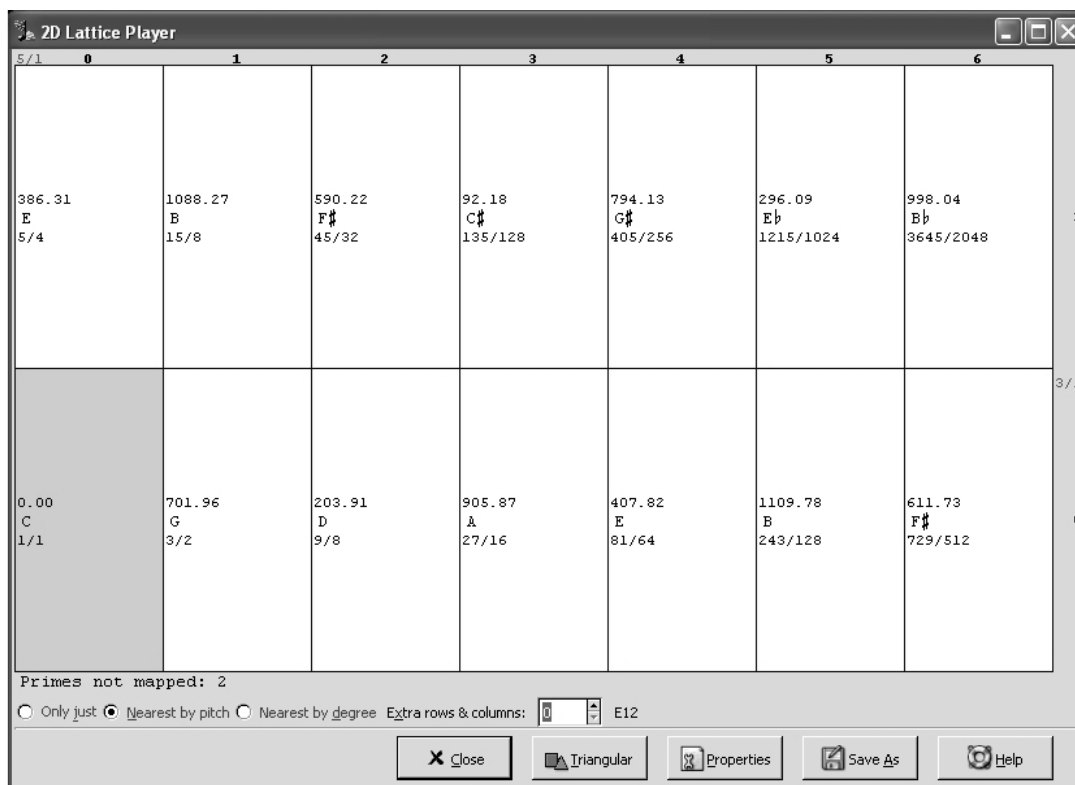 2D Lattice Player
5/1 0 1 2 3 4 5 6
386.31 1088.27 590.22 92.18 794.13 296.09 998.04
E B F♯ C♯ G♯ E♭ B♭
5/4 15/8 45/32 135/128 405/256 1215/1024 3645/2048
3/
0.00 701.96 203.91 905.87 407.82 1109.78 611.73
C G D A E B F♯
1/1 3/2 9/8 27/16 81/64 243/128 729/512
Primes not mapped: 2
Only just Nearest by pitch Nearest by degree Extra rows & columns: 0 E12
Close Triangular Properties Save As Help